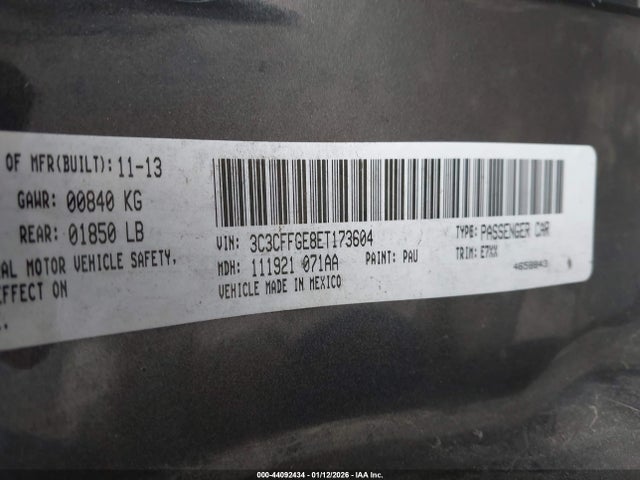 OF MFR(BUILT): 11-13
GAWR: 00840 KG
REAR: 01850 LB
AL MOTOR VEHICLE SAFETY,
EFFECT ON
VIN: 3C3CFFGE8ET173604
TYPE: PASSENGER CAR
MDH: 111921 071AA PAINT: PAU
TRIM: E7XX
VEHICLE MADE IN MEXICO
4658843
000-44092434 - 01/12/2026 - IAA Inc.